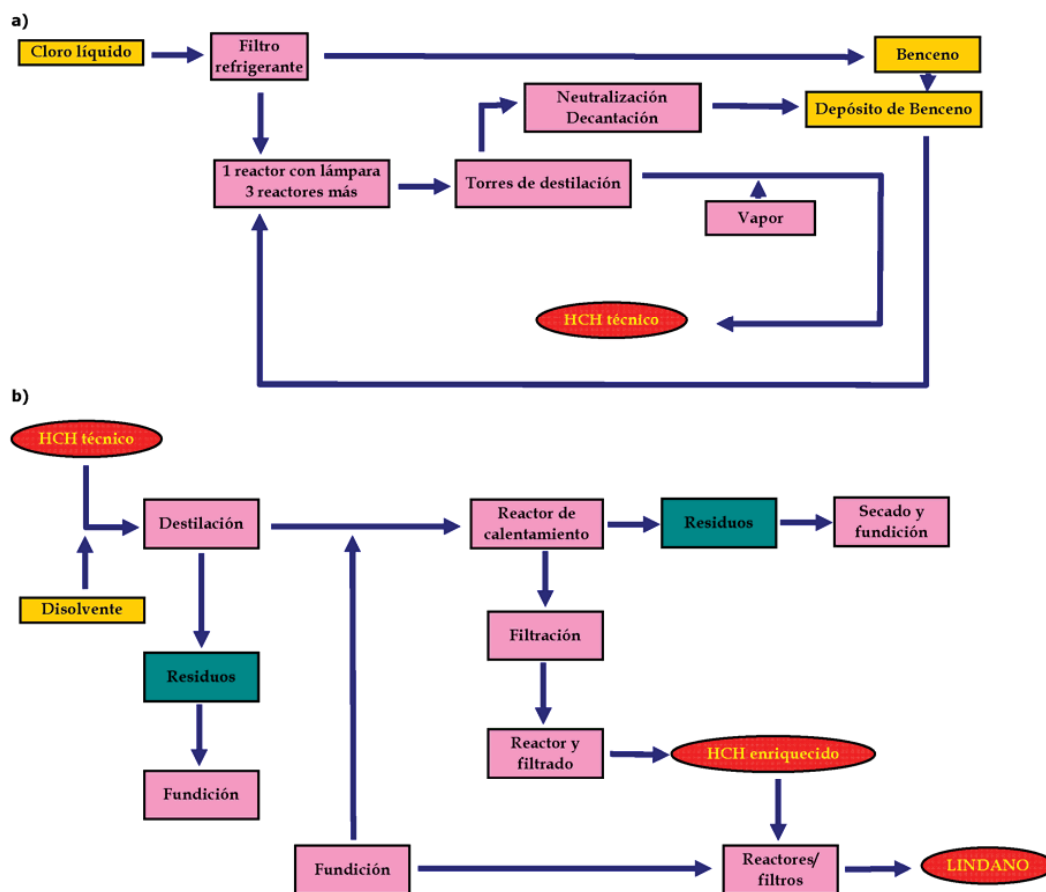 a)
Cloro líquido
Filtro
refrigerante
Benceno
Neutralización
Decantación
Depósito de Benceno
1 reactor con lámpara
3 reactores más
Torres de destilación
Vapor
HCH técnico
b)
HCH técnico
Destilación
Reactor de
calentamiento
Residuos
Secado y
fundición
Disolvente
Filtración
Residuos
Reactor y
filtrado
HCH enriquecido
Fundición
Fundición
Reactores/
filtros
LINDANO